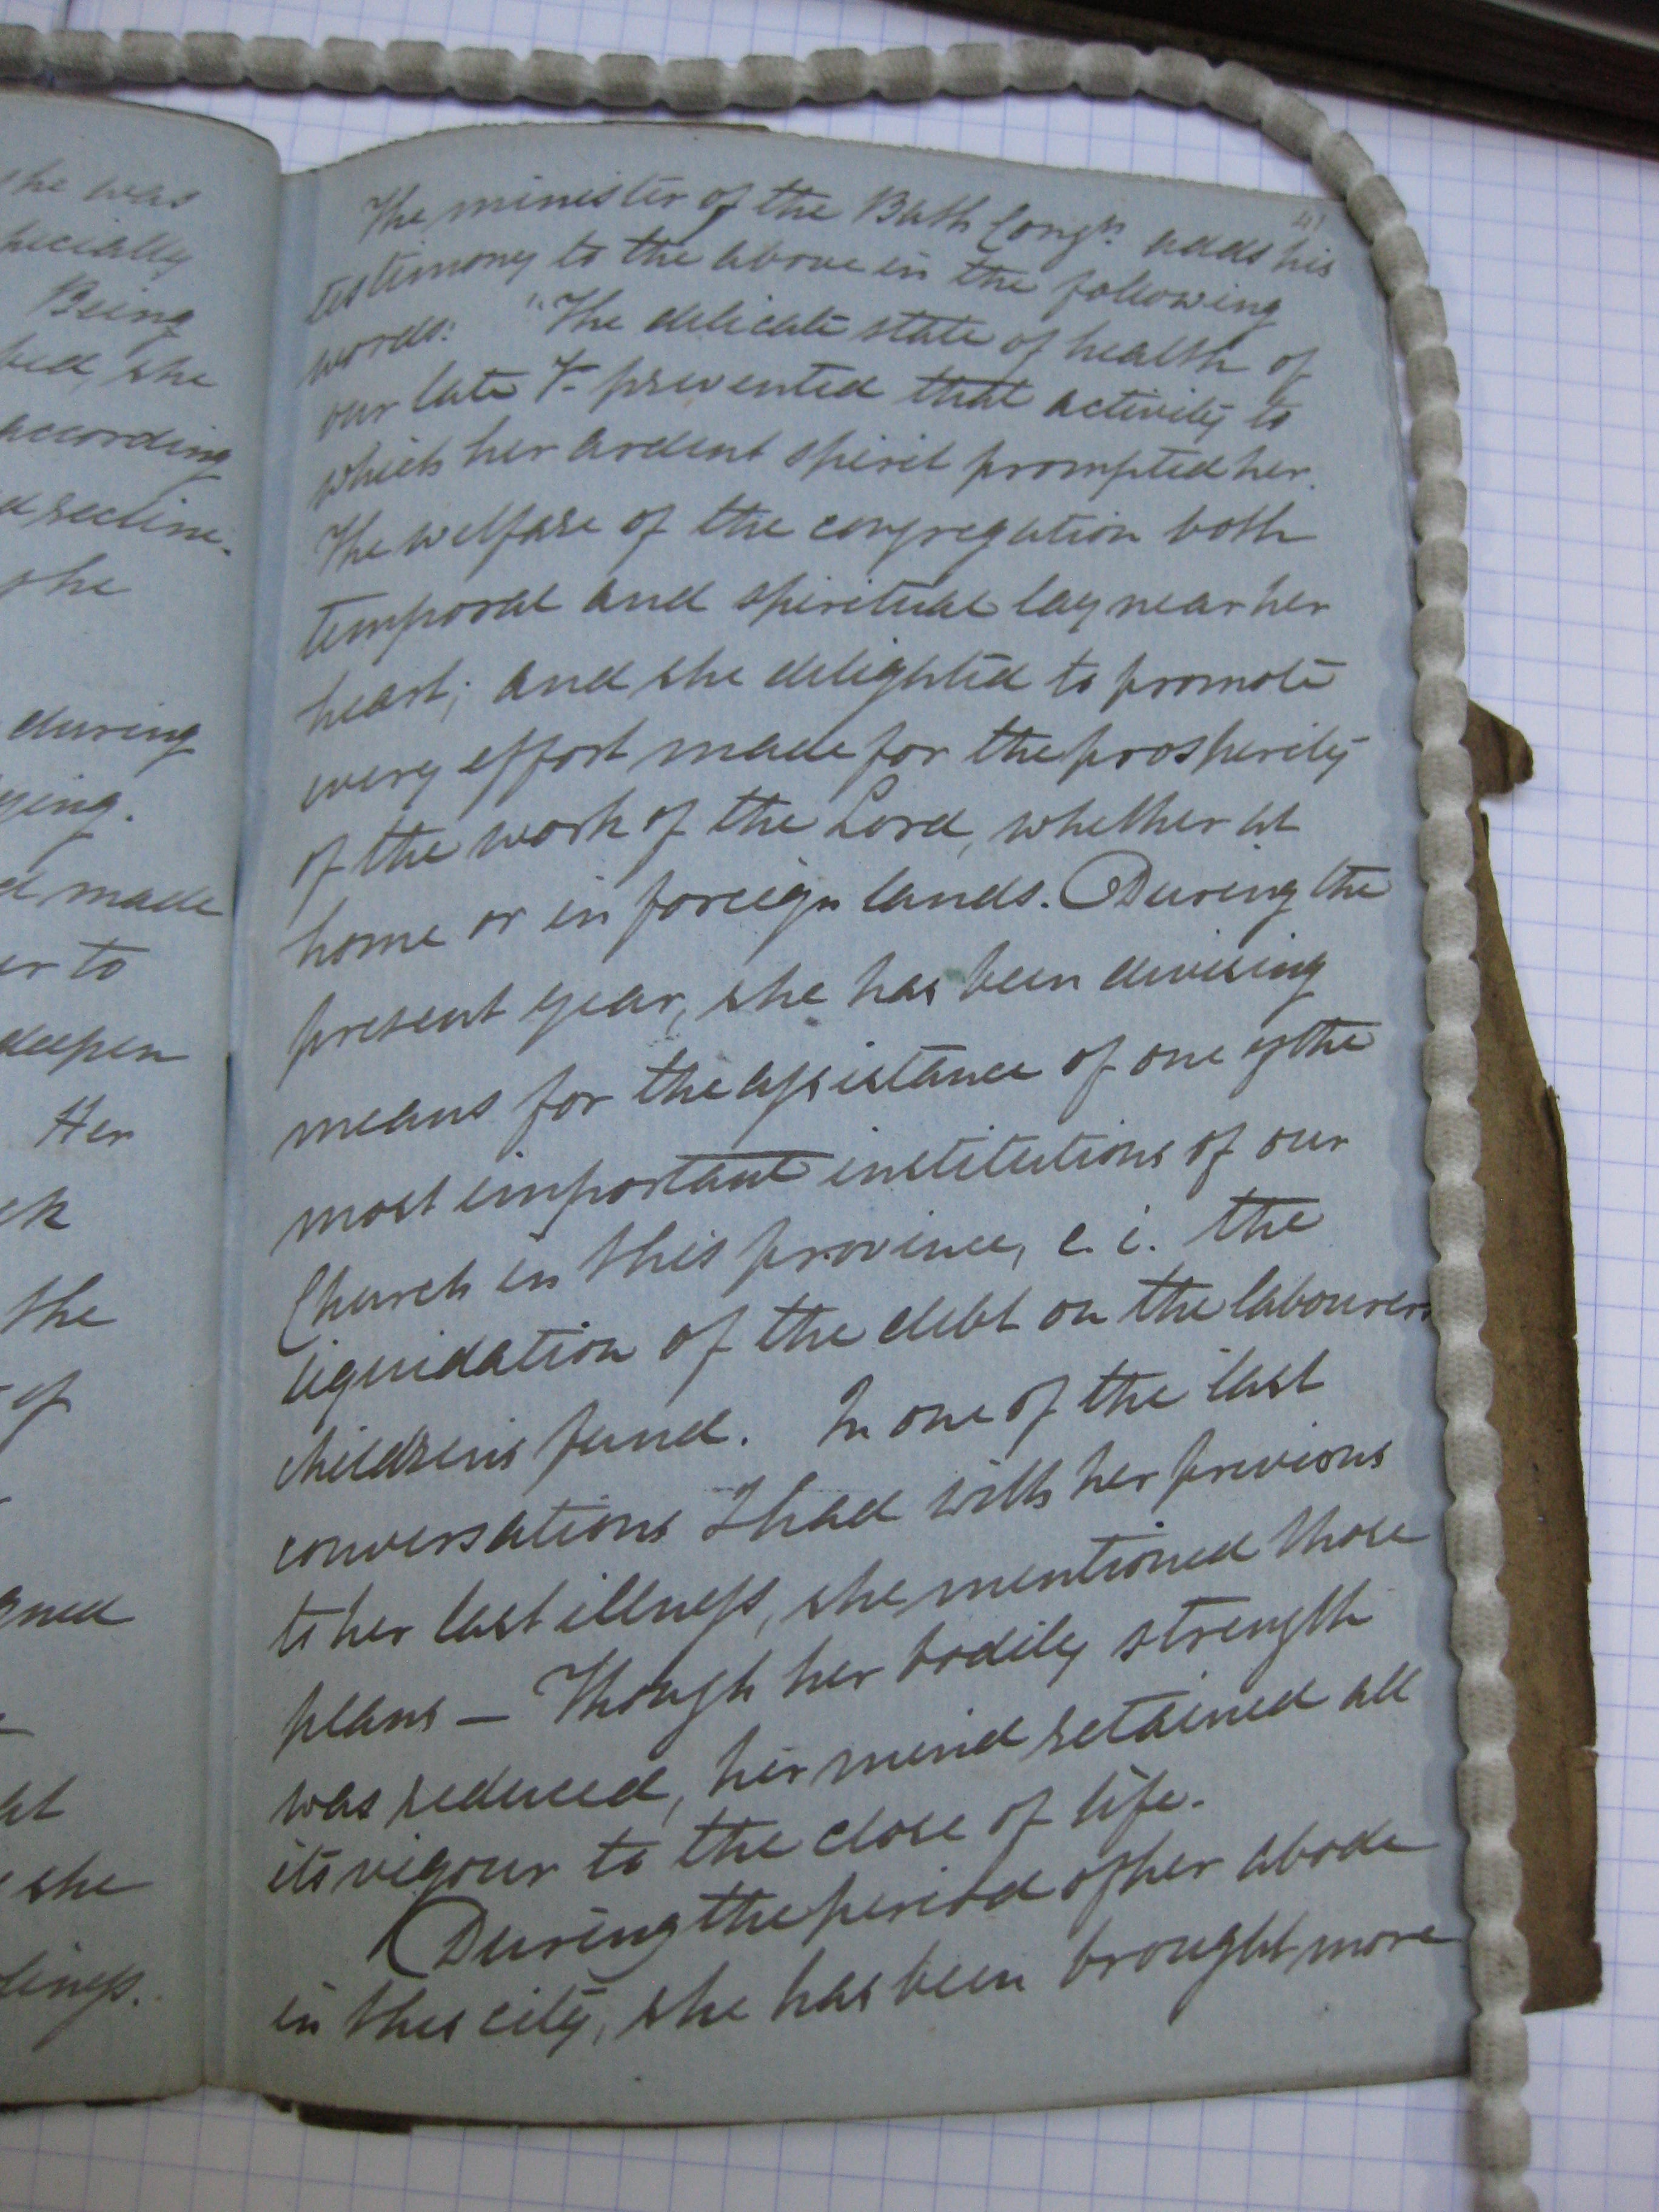 she was
pecially
Being
bed, she
according
d recline.
she
during
ying.
d made
er to
deepen
Her
ck
the
of
gned
at
she
lings.
41
The minister of the Bath Congn. adds his
testimony to the above in the following
words: "The delicate state of health of
our late Sr. prevented that activity to
which her ardent spirit prompted her.
The welfare of the congregation both
temporal and spiritual lay near her
heart; and she delighted to promote
every effort made for the prosperity
of the work of the Lord, whether at
home or in foreign lands. During the
present year, she has been devising
means for the assistance of one of the
most important institutions of our
Church in this province, e. i. the
liquidation of the debt on the labourers
children's fund. In one of the last
conversations I had with her previous
to her last illness, she mentioned those
plans — Though her bodily strength
was reduced, her mind retained all
its vigour to the close of life.
During the period of her abode
in this city, she has been brought more